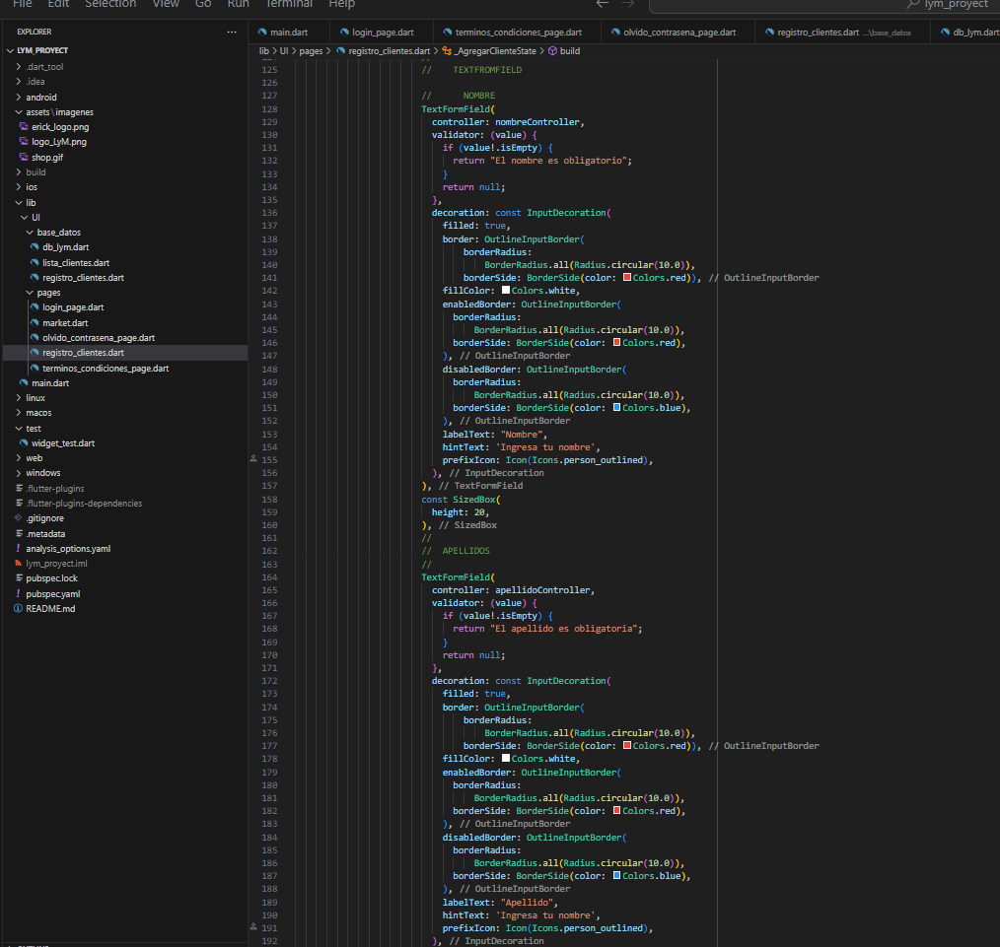 File Edit Selection View Go Run Terminal Help
lym_proyect
EXPLORER
LYM_PROYECT
.dart_tool
.idea
android
assets\imagenes
erick_logo.png
logo_LyM.png
shop.gif
build
ios
lib
UI
base_datos
db_lym.dart
lista_clientes.dart
registro_clientes.dart
pages
login_page.dart
market.dart
olvido_contrasena_page.dart
registro_clientes.dart
terminos_condiciones_page.dart
main.dart
linux
macos
test
widget_test.dart
web
windows
.flutter-plugins
.flutter-plugins-dependencies
.gitignore
.metadata
analysis_options.yaml
lym_proyect.iml
pubspec.lock
pubspec.yaml
README.md
main.dart login_page.dart terminos_condiciones_page.dart olvido_contrasena_page.dart registro_clientes.dart ...\base_datos db_lym.dart
lib > UI > pages > registro_clientes.dart > _AgregarClienteState > build
125 // TEXTFROMFIELD
126
127 // NOMBRE
128 TextFormField(
129 controller: nombreController,
130 validator: (value) {
131 if (value!.isEmpty) {
132 return "El nombre es obligatorio";
133 }
134 return null;
135 },
136 decoration: const InputDecoration(
137 filled: true,
138 border: OutlineInputBorder(
139 borderRadius:
140 BorderRadius.all(Radius.circular(10.0)),
141 borderSide: BorderSide(color: Colors.red)), // OutlineInputBorder
142 fillColor: Colors.white,
143 enabledBorder: OutlineInputBorder(
144 borderRadius:
145 BorderRadius.all(Radius.circular(10.0)),
146 borderSide: BorderSide(color: Colors.red),
147 ), // OutlineInputBorder
148 disabledBorder: OutlineInputBorder(
149 borderRadius:
150 BorderRadius.all(Radius.circular(10.0)),
151 borderSide: BorderSide(color: Colors.blue),
152 ), // OutlineInputBorder
153 labelText: "Nombre",
154 hintText: 'Ingresa tu nombre',
155 prefixIcon: Icon(Icons.person_outlined),
156 ), // InputDecoration
157 ), // TextFormField
158 const SizedBox(
159 height: 20,
160 ), // SizedBox
161 //
162 // APELLIDOS
163 //
164 TextFormField(
165 controller: apellidoController,
166 validator: (value) {
167 if (value!.isEmpty) {
168 return "El apellido es obligatoria";
169 }
170 return null;
171 },
172 decoration: const InputDecoration(
173 filled: true,
174 border: OutlineInputBorder(
175 borderRadius:
176 BorderRadius.all(Radius.circular(10.0)),
177 borderSide: BorderSide(color: Colors.red)), // OutlineInputBorder
178 fillColor: Colors.white,
179 enabledBorder: OutlineInputBorder(
180 borderRadius:
181 BorderRadius.all(Radius.circular(10.0)),
182 borderSide: BorderSide(color: Colors.red),
183 ), // OutlineInputBorder
184 disabledBorder: OutlineInputBorder(
185 borderRadius:
186 BorderRadius.all(Radius.circular(10.0)),
187 borderSide: BorderSide(color: Colors.blue),
188 ), // OutlineInputBorder
189 labelText: "Apellido",
190 hintText: 'Ingresa tu nombre',
191 prefixIcon: Icon(Icons.person_outlined),
192 ), // InputDecoration